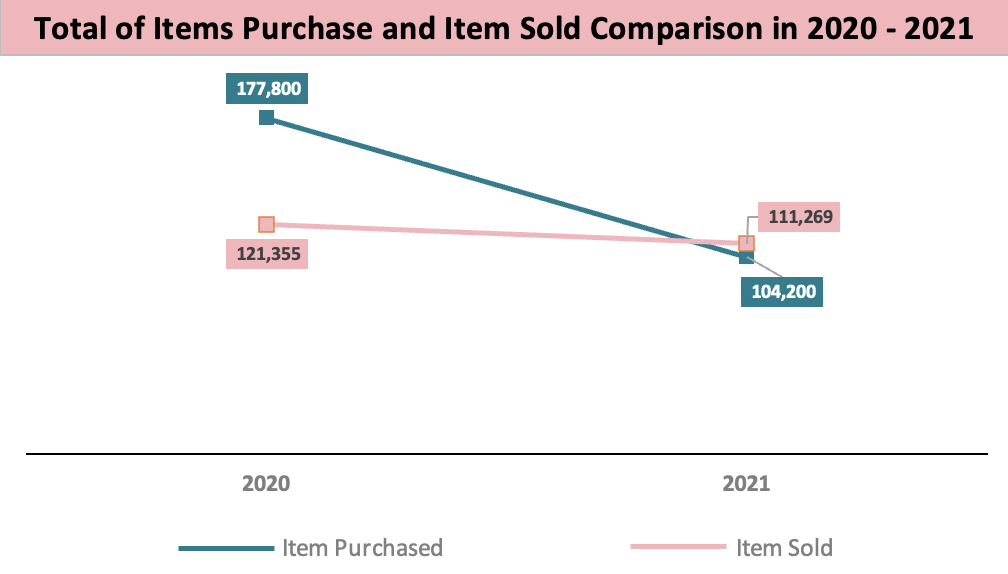 Total of Items Purchase and Item Sold Comparison in 2020 - 2021
177,800
111,269
121,355
104,200
2020 2021
Item Purchased Item Sold